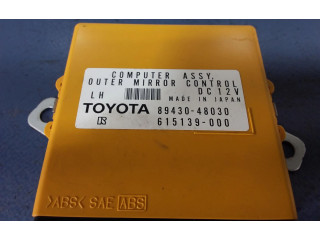 COMPUTER ASSY,
OUTER MIRROR CONTROL
LH DC12V
MADE IN JAPAN
TOYOTA 89430-48030
615139-000
>ABS< SAE ABS